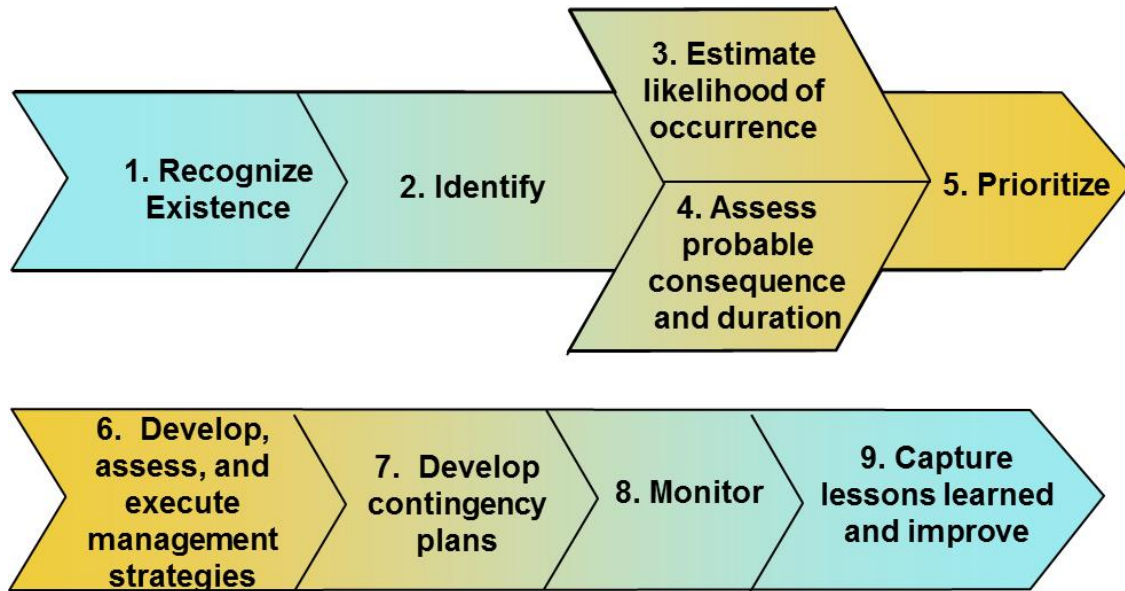 1. Recognize
Existence
2. Identify
3. Estimate
likelihood of
occurrence
4. Assess
probable
consequence
and duration
5. Prioritize
6. Develop,
assess, and
execute
management
strategies
7. Develop
contingency
plans
8. Monitor
9. Capture
lessons learned
and improve